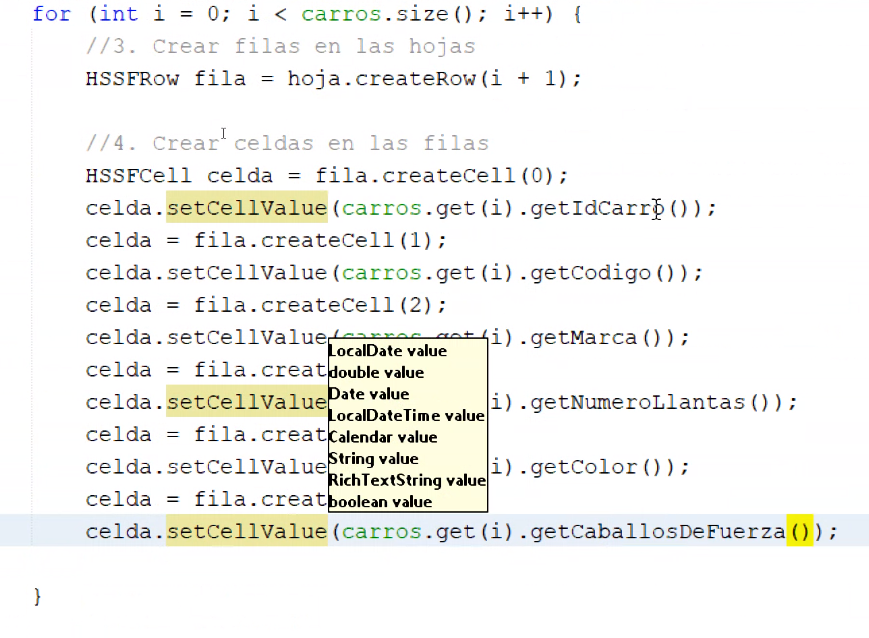 for (int i = 0; i < carros.size(); i++) {
//3. Crear filas en las hojas
HSSFRow fila = hoja.createRow(i + 1);
//4. Crear celdas en las filas
HSSFCell celda = fila.createCell(0);
celda.setCellValue(carros.get(i).getIdCarro());
celda = fila.createCell(1);
celda.setCellValue(carros.get(i).getCodigo());
celda = fila.createCell(2);
celda.setCellValue(carros.get(i).getMarca());
celda = fila.creat
celda.setCellValue i).getNumeroLlantas());
celda = fila.creat
celda.setCellValue i).getColor());
celda = fila.creat
celda.setCellValue(carros.get(i).getCaballosDeFuerza());
}
LocalDate value
double value
Date value
LocalDateTime value
Calendar value
String value
RichTextString value
boolean value